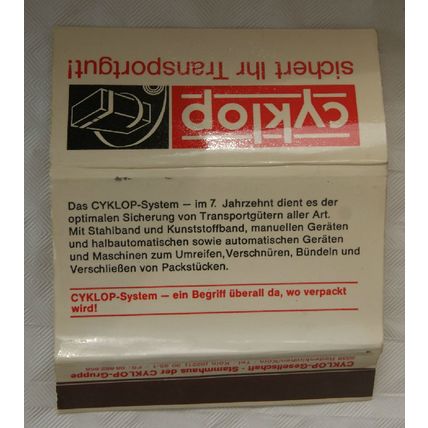 sichert Ihr Transportgut!
cyklop
Das CYKLOP-System — im 7. Jahrzehnt dient es der
optimalen Sicherung von Transportgütern aller Art.
Mit Stahlband und Kunststoffband, manuellen Geräten
und halbautomatischen sowie automatischen Geräten
und Maschinen zum Umreifen, Verschnüren, Bündeln und
Verschließen von Packstücken.
CYKLOP-System — ein Begriff überall da, wo verpackt
wird!
CYKLOP-Gesellschaft · Stammhaus der CYKLOP-Gruppe